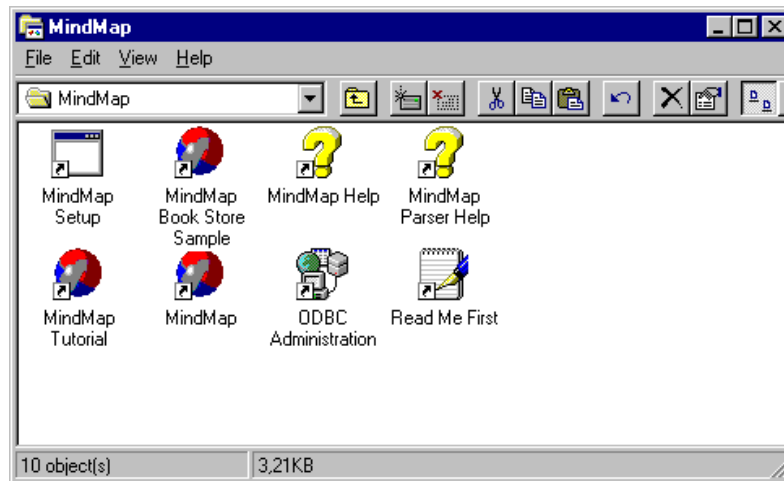 MindMap
File Edit View Help
MindMap
MindMap
Setup
MindMap
Book Store
Sample
MindMap Help
MindMap
Parser Help
MindMap
Tutorial
MindMap
ODBC
Administration
Read Me First
10 object(s) 3,21KB